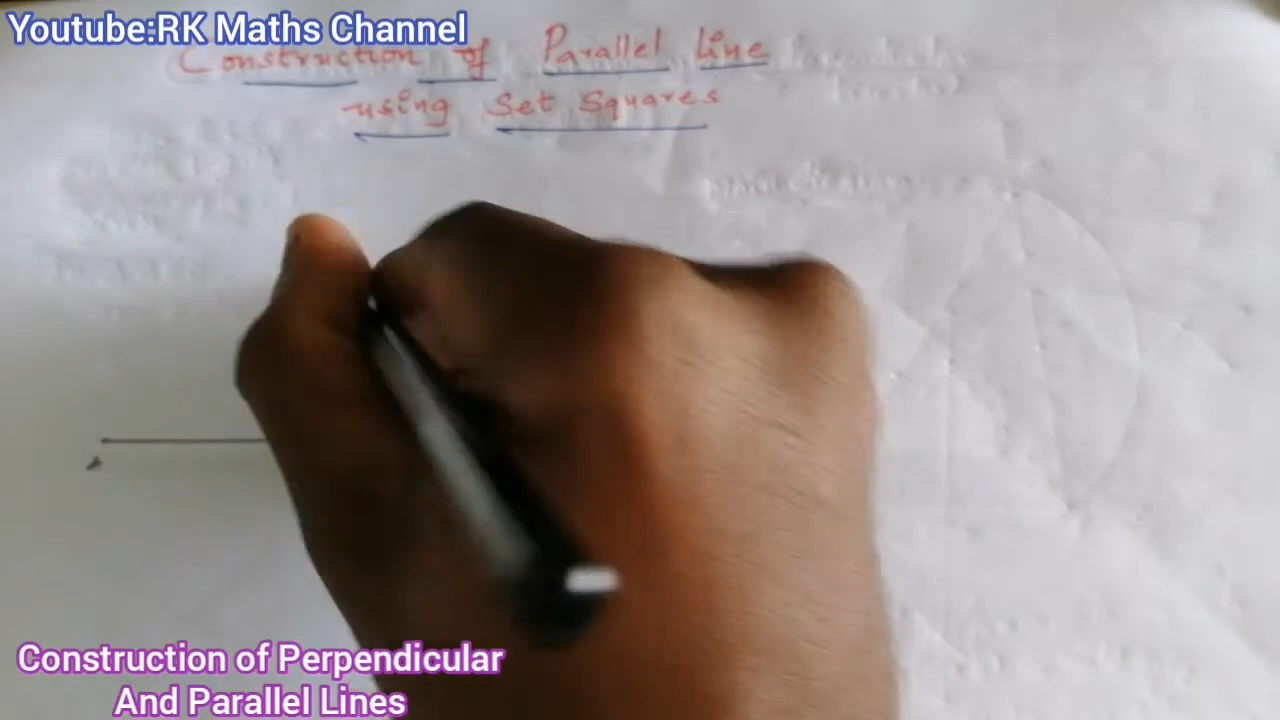 Youtube:RK Maths Channel
Construction of Parallel line
using Set Squares
A
Construction of Perpendicular
And Parallel Lines